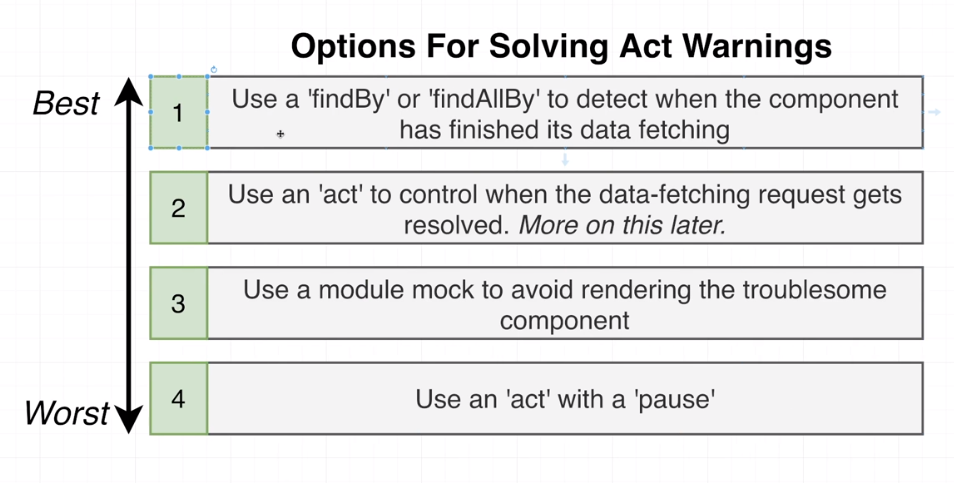 Options For Solving Act Warnings
Best
1
Use a 'findBy' or 'findAllBy' to detect when the component
has finished its data fetching
2
Use an 'act' to control when the data-fetching request gets
resolved. More on this later.
3
Use a module mock to avoid rendering the troublesome
component
Worst
4
Use an 'act' with a 'pause'